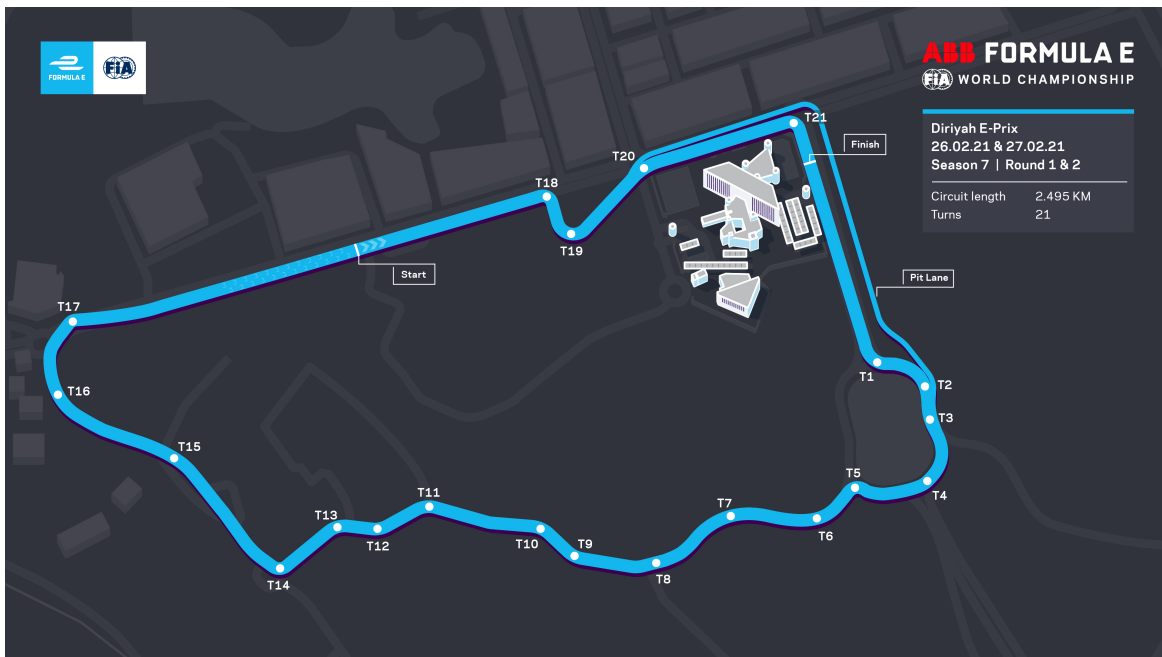 FORMULA E
FIA
ABB FORMULA E
FIA WORLD CHAMPIONSHIP
Diriyah E-Prix
26.02.21 & 27.02.21
Season 7 | Round 1 & 2
Circuit length 2.495 KM
Turns 21
T21
Finish
T20
T18
T19
Start
Pit Lane
T17
T1
T2
T16
T3
T15
T5
T4
T11
T7
T13
T6
T12
T10
T9
T8
T14